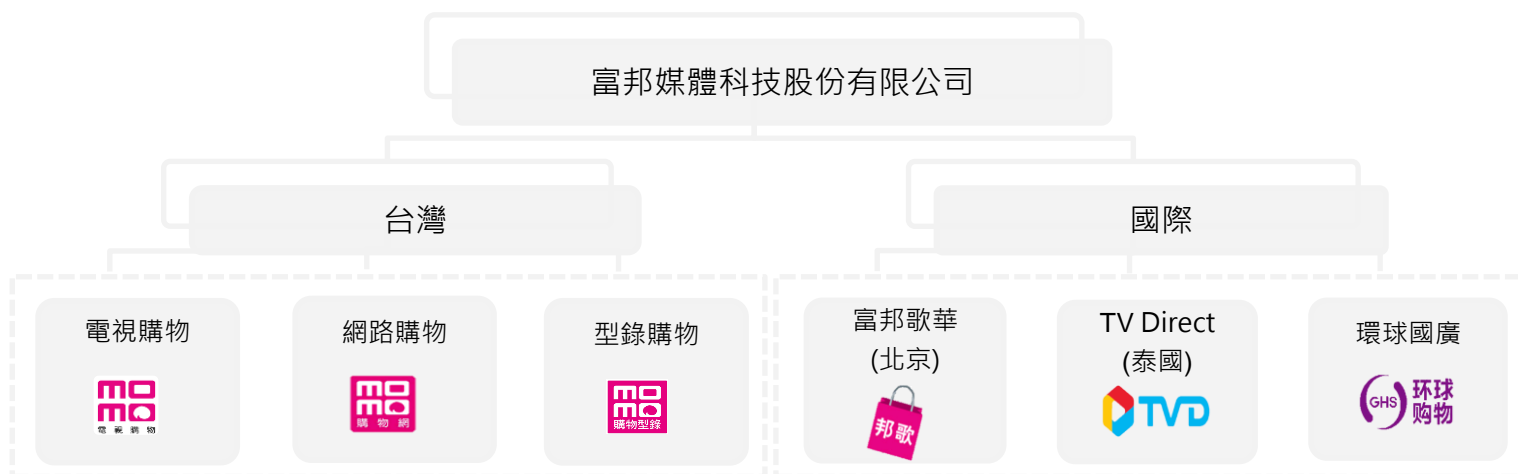 富邦媒體科技股份有限公司
台灣
國際
電視購物
momo
電視購物
網路購物
momo
購物網
型錄購物
momo
購物型錄
富邦歌華
(北京)
邦歌
TV Direct
(泰國)
TVD
環球國廣
GHS
环球
购物